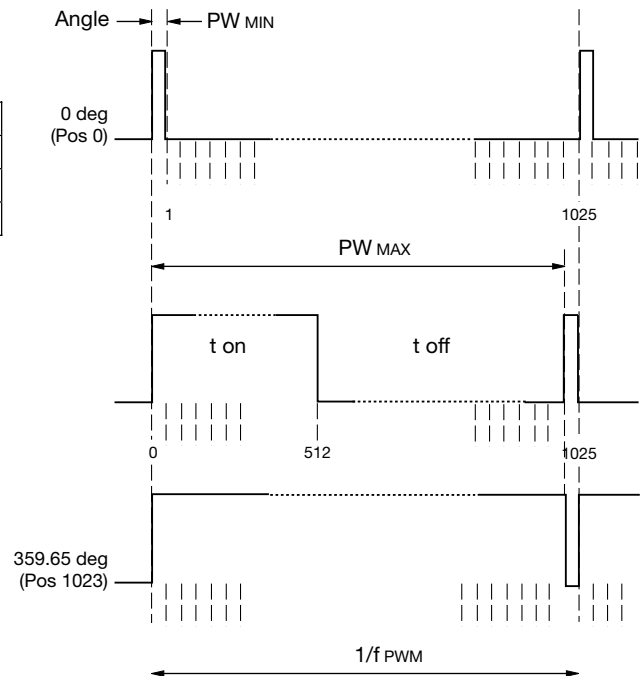 Angle PW MIN
0 deg
(Pos 0)
1 1025
PW MAX
t on t off
0 512 1025
359.65 deg
(Pos 1023)
1/f PWM